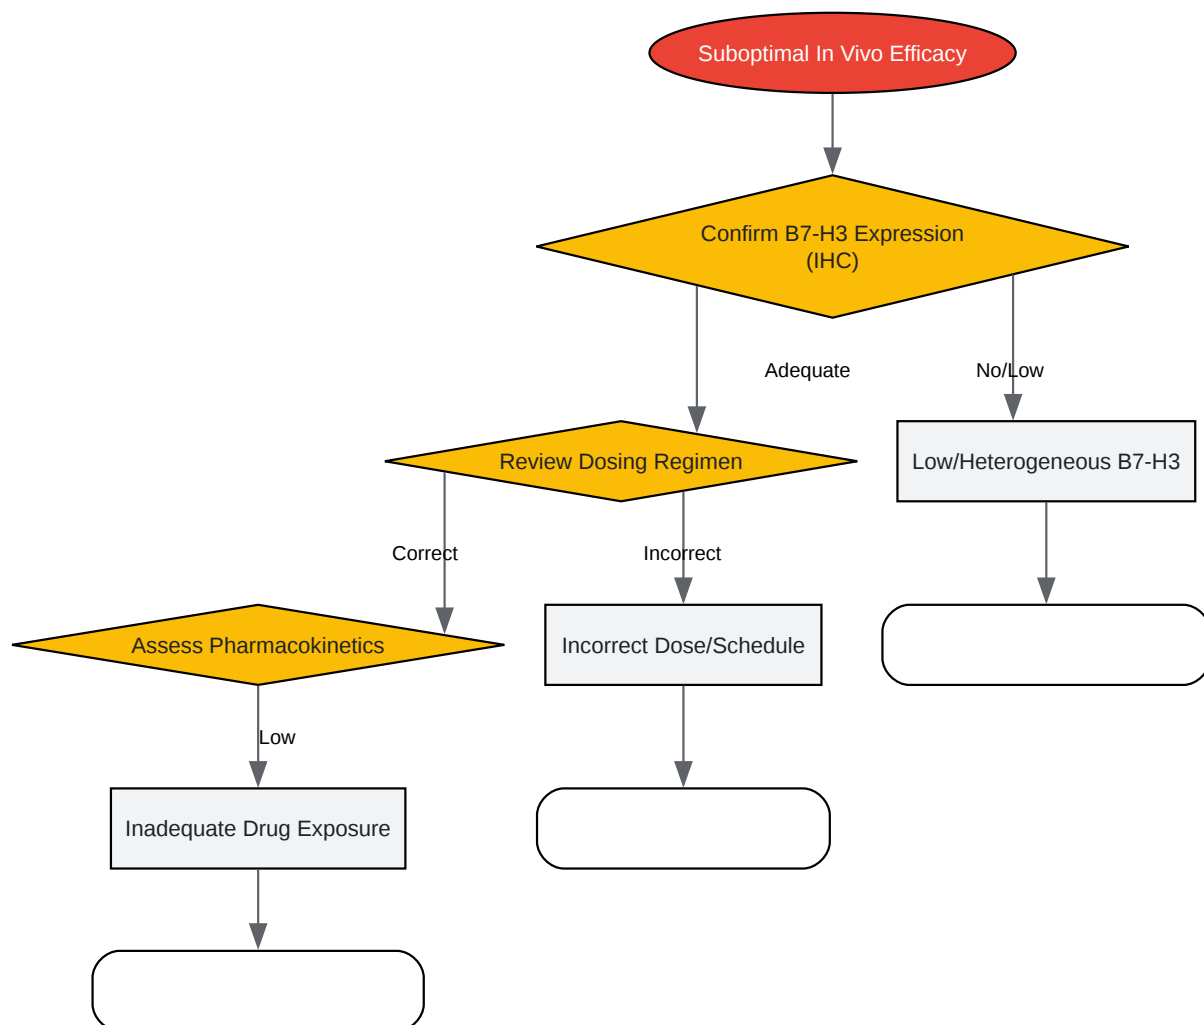 Suboptimal In Vivo Efficacy
Confirm B7-H3 Expression
(IHC)
Adequate
No/Low
Review Dosing Regimen
Low/Heterogeneous B7-H3
Correct
Incorrect
Assess Pharmacokinetics
Incorrect Dose/Schedule
Low
Inadequate Drug Exposure